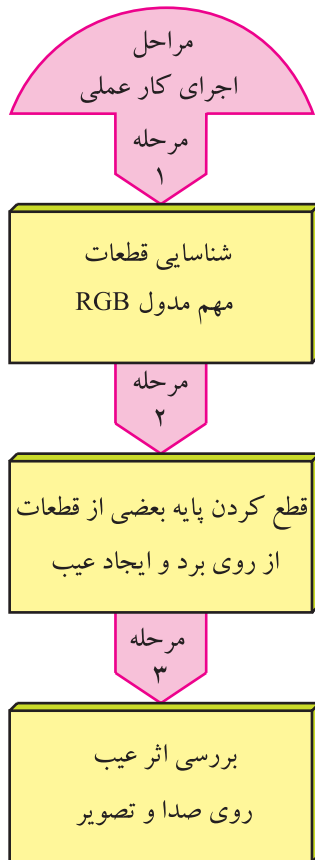 مراحل
اجرای کار عملی
مرحله
۱
شناسایی قطعات
مهم مدول RGB
مرحله
۲
قطع کردن پایه بعضی از قطعات
از روی برد و ایجاد عیب
مرحله
۳
بررسی اثر عیب
روی صدا و تصویر